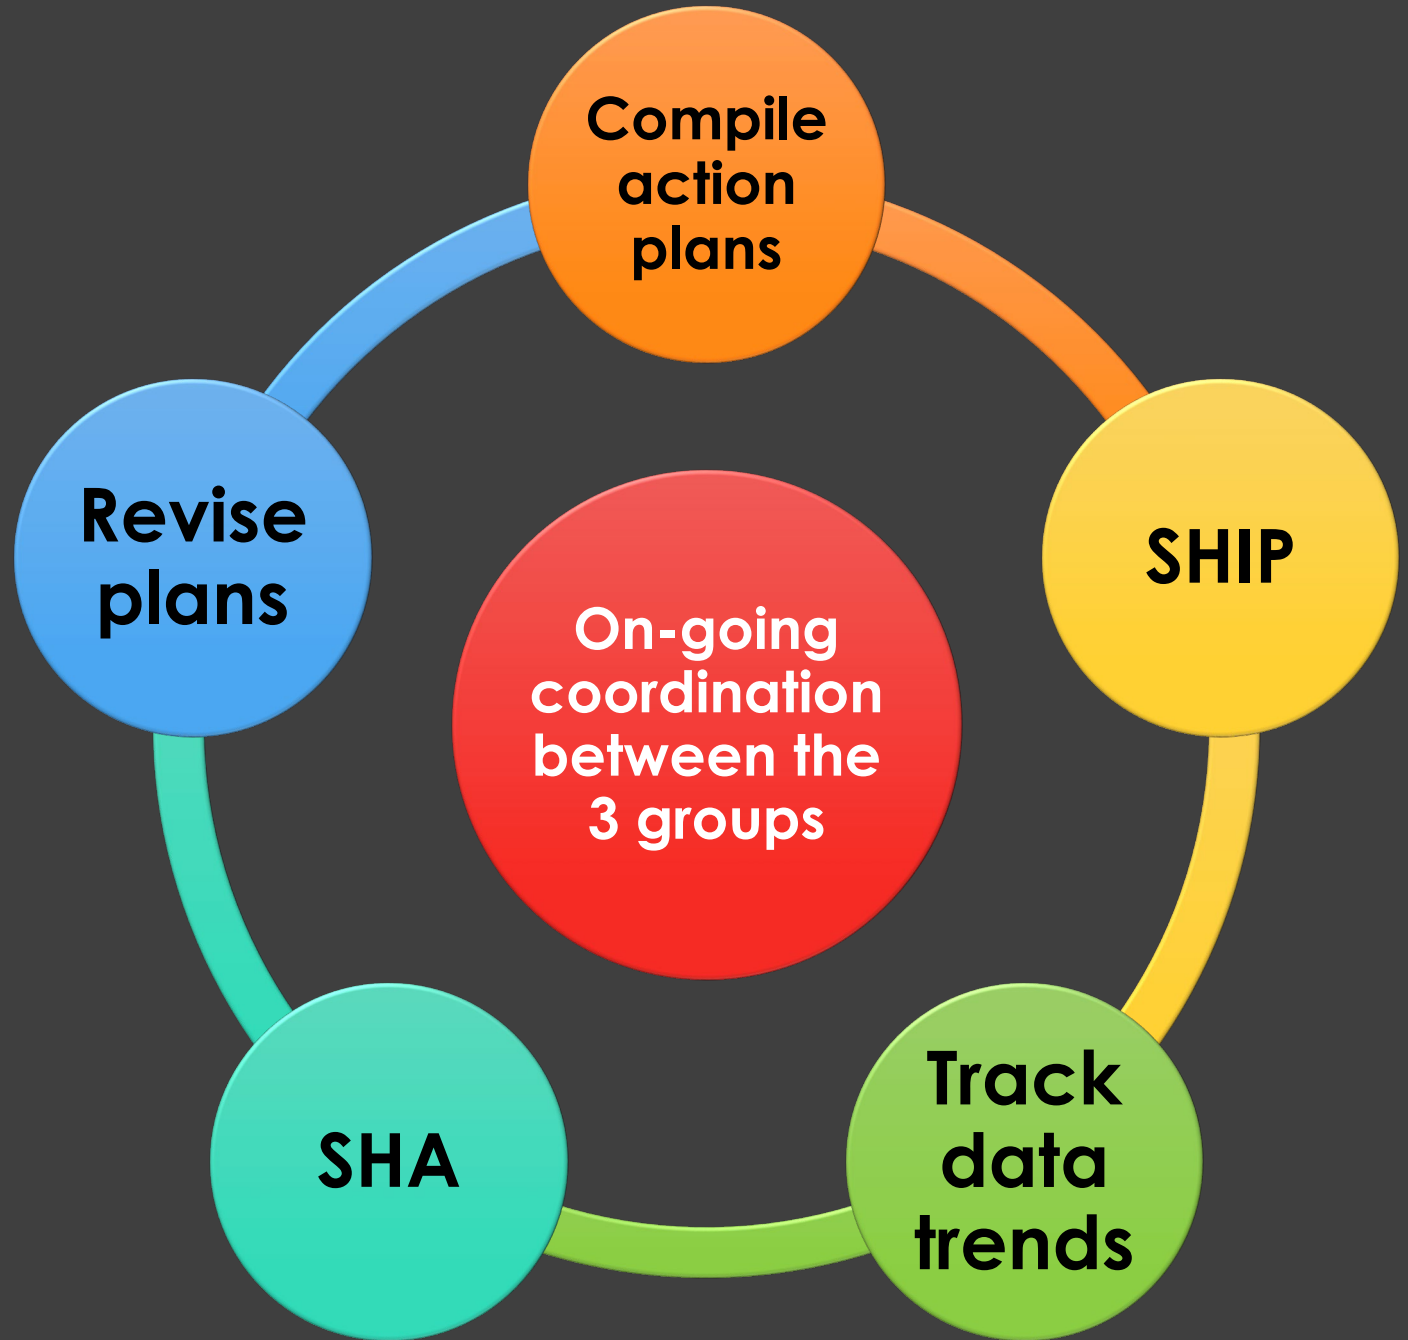 Compile
action
plans
SHIP
Track
data
trends
SHA
Revise
plans
On-going
coordination
between the
3 groups